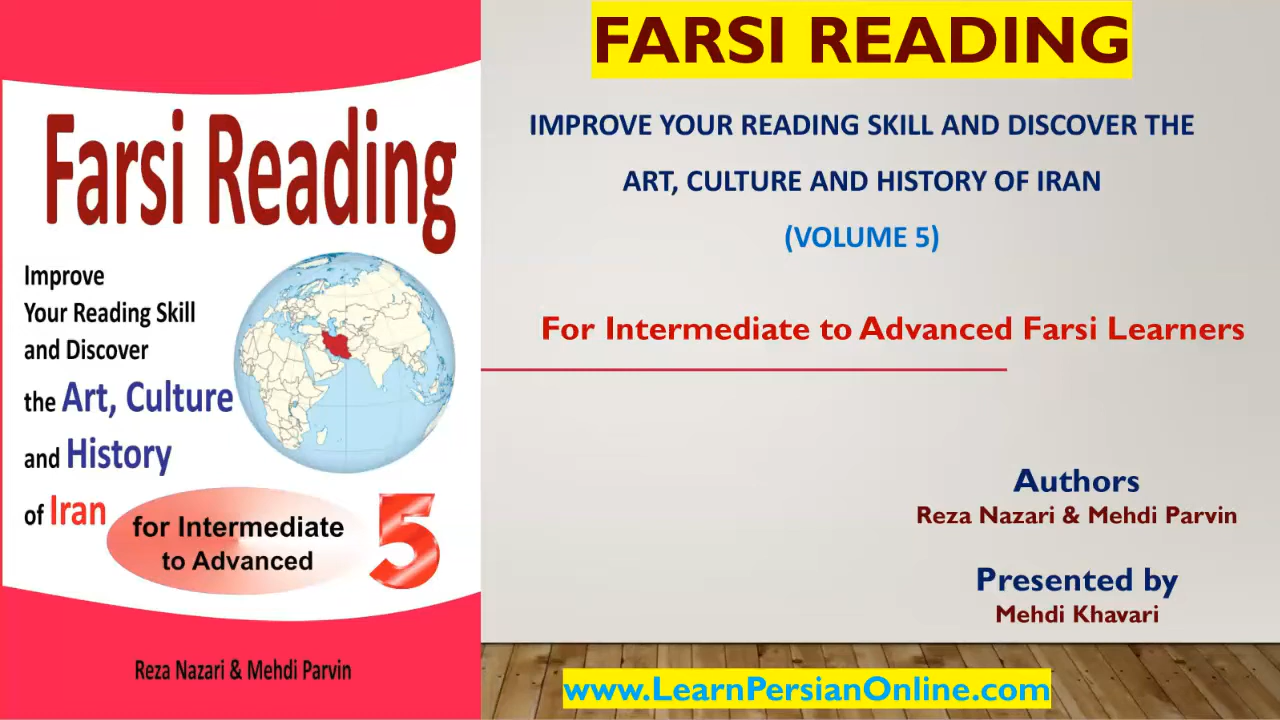 Farsi Reading
Improve
Your Reading Skill
and Discover
the Art, Culture
and History
of Iran
for Intermediate
to Advanced
5
Reza Nazari & Mehdi Parvin
FARSI READING
IMPROVE YOUR READING SKILL AND DISCOVER THE
ART, CULTURE AND HISTORY OF IRAN
(VOLUME 5)
For Intermediate to Advanced Farsi Learners
Authors
Reza Nazari & Mehdi Parvin
Presented by
Mehdi Khavari
www.LearnPersianOnline.com